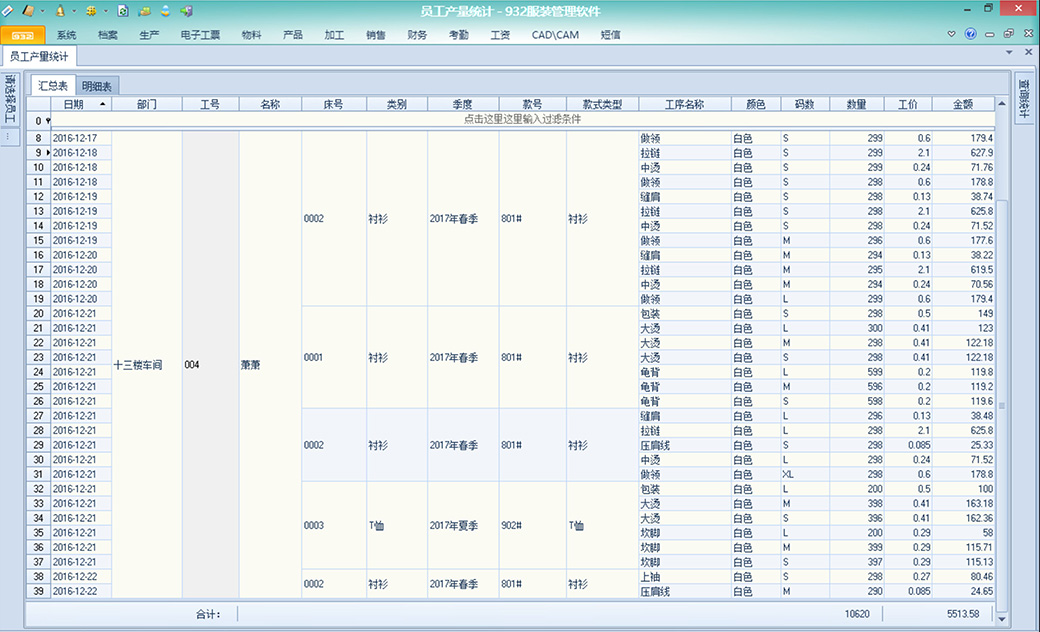 员工产量统计 - 932服装管理软件
系统 档案 生产 电子工票 物料 产品 加工 销售 财务 考勤 工资 CAD\CAM 短信
员工产量统计
请选择员工
汇总表 明细表
查询统计
日期 部门 工号 名称 床号 类别 季度 款号 款式类型 工序名称 颜色 码数 数量 工价 金额
0 点击这里这里输入过滤条件
8 2016-12-17 做领 白色 S 299 0.6 179.4
9 2016-12-18 拉链 白色 S 299 2.1 627.9
10 2016-12-18 中烫 白色 S 299 0.24 71.76
11 2016-12-18 做领 白色 S 298 0.6 178.8
12 2016-12-19 缝肩 白色 S 298 0.13 38.74
13 2016-12-19 拉链 白色 S 298 2.1 625.8
0002 衬衫 2017年春季 801# 衬衫
14 2016-12-19 中烫 白色 S 298 0.24 71.52
15 2016-12-19 做领 白色 M 296 0.6 177.6
16 2016-12-20 缝肩 白色 M 294 0.13 38.22
17 2016-12-20 拉链 白色 M 295 2.1 619.5
18 2016-12-20 中烫 白色 M 294 0.24 70.56
19 2016-12-20 做领 白色 L 299 0.6 179.4
20 2016-12-21 包装 白色 S 298 0.5 149
21 2016-12-21 大烫 白色 L 300 0.41 123
22 2016-12-21 大烫 白色 M 298 0.41 122.18
23 2016-12-21 0001 衬衫 2017年春季 801# 衬衫 大烫 白色 S 298 0.41 122.18
十三楼车间 004 萧萧
24 2016-12-21 龟背 白色 L 599 0.2 119.8
25 2016-12-21 龟背 白色 M 596 0.2 119.2
26 2016-12-21 龟背 白色 S 598 0.2 119.6
27 2016-12-21 缝肩 白色 L 296 0.13 38.48
28 2016-12-21 拉链 白色 L 298 2.1 625.8
29 2016-12-21 0002 衬衫 2017年春季 801# 衬衫 压肩线 白色 S 298 0.085 25.33
30 2016-12-21 中烫 白色 L 298 0.24 71.52
31 2016-12-21 做领 白色 XL 298 0.6 178.8
32 2016-12-21 包装 白色 L 200 0.5 100
33 2016-12-21 大烫 白色 M 398 0.41 163.18
34 2016-12-21 大烫 白色 S 396 0.41 162.36
0003 T恤 2017年夏季 902# T恤
35 2016-12-21 坎脚 白色 L 200 0.29 58
36 2016-12-21 坎脚 白色 M 399 0.29 115.71
37 2016-12-21 坎脚 白色 S 397 0.29 115.13
38 2016-12-22 上袖 白色 S 298 0.27 80.46
0002 衬衫 2017年春季 801# 衬衫
39 2016-12-22 压肩线 白色 M 290 0.085 24.65
合计: 10620 5513.58